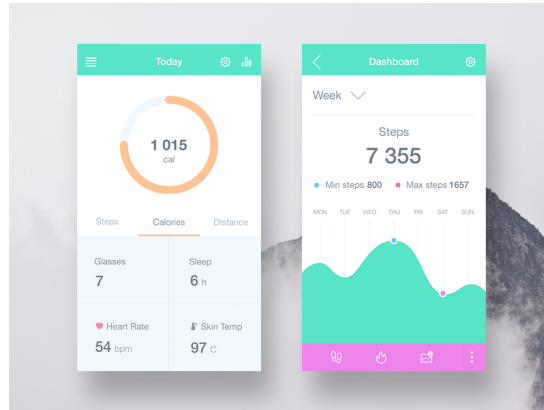 Today
1 015
cal
Steps Calories Distance
Glasses
7
Sleep
6 h
Heart Rate
54 bpm
Skin Temp
97 C
Dashboard
Week
Steps
7 355
Min steps 800 Max steps 1657
MON TUE WED THU FRI SAT SUN